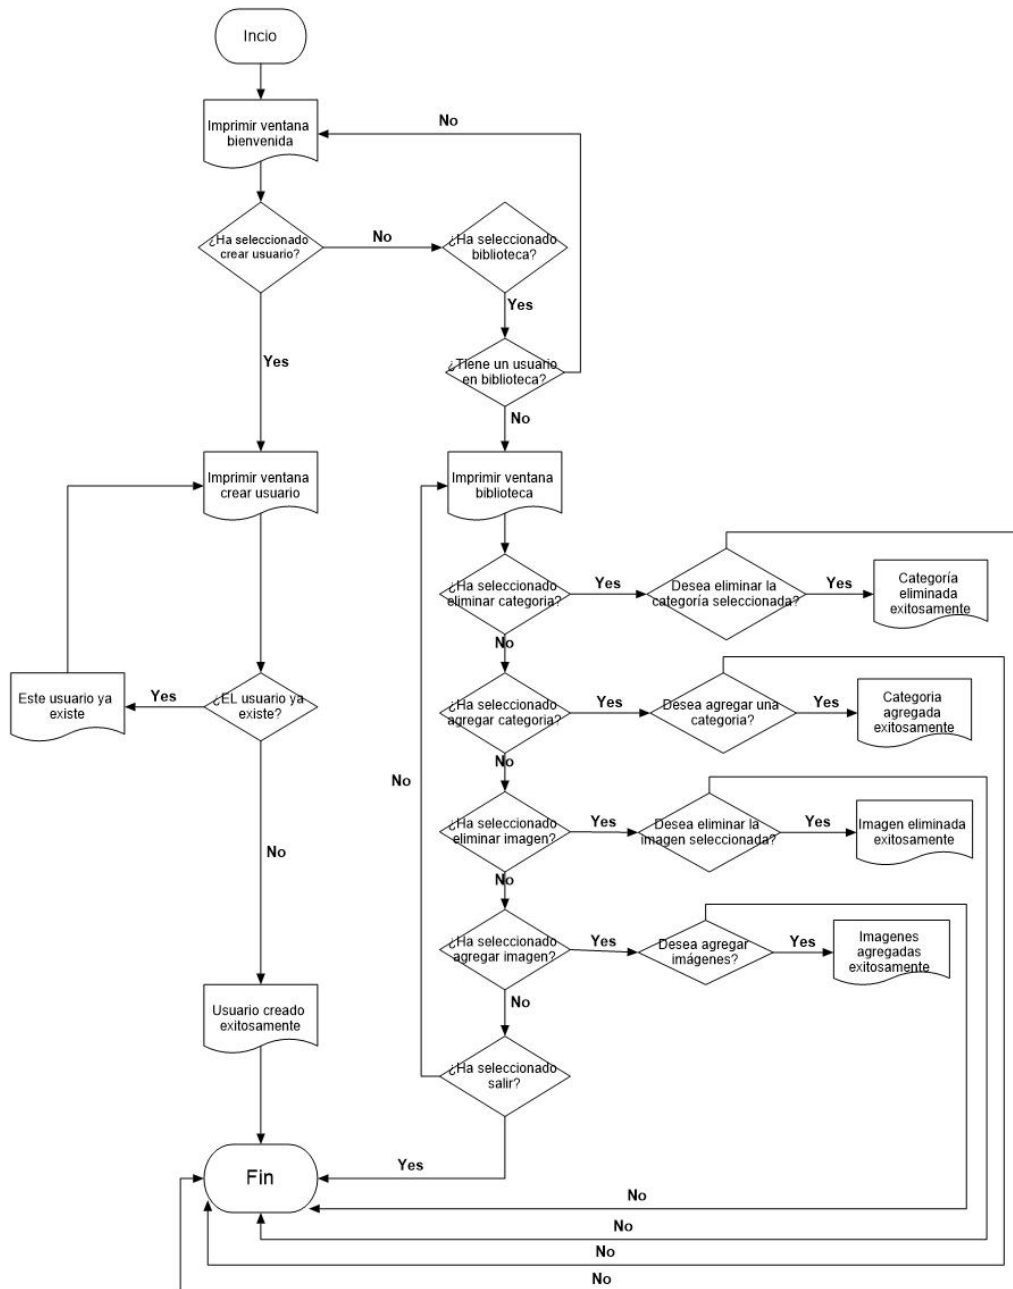 Incio
Imprimir ventana
bienvenida
No
¿Ha seleccionado
crear usuario?
No
¿Ha seleccionado
biblioteca?
Yes
Yes
¿Tiene un usuario
en biblioteca?
No
Imprimir ventana
crear usuario
Imprimir ventana
biblioteca
¿Ha seleccionado
eliminar categoria?
Yes
Desea eliminar la
categoría seleccionada?
Yes
Categoría
eliminada
exitosamente
No
Este usuario ya
existe
Yes
¿EL usuario ya
existe?
¿Ha seleccionado
agregar categoria?
Yes
Desea agregar una
categoria?
Yes
Categoria
agregada
exitosamente
No
No
No
¿Ha seleccionado
eliminar imagen?
Yes
Desea eliminar la
imagen seleccionada?
Yes
Imagen eliminada
exitosamente
No
¿Ha seleccionado
agregar imagen?
Yes
Desea agregar
imágenes?
Yes
Imagenes
agregadas
exitosamente
No
Usuario creado
exitosamente
¿Ha seleccionado
salir?
Yes
Fin
No
No
No
No